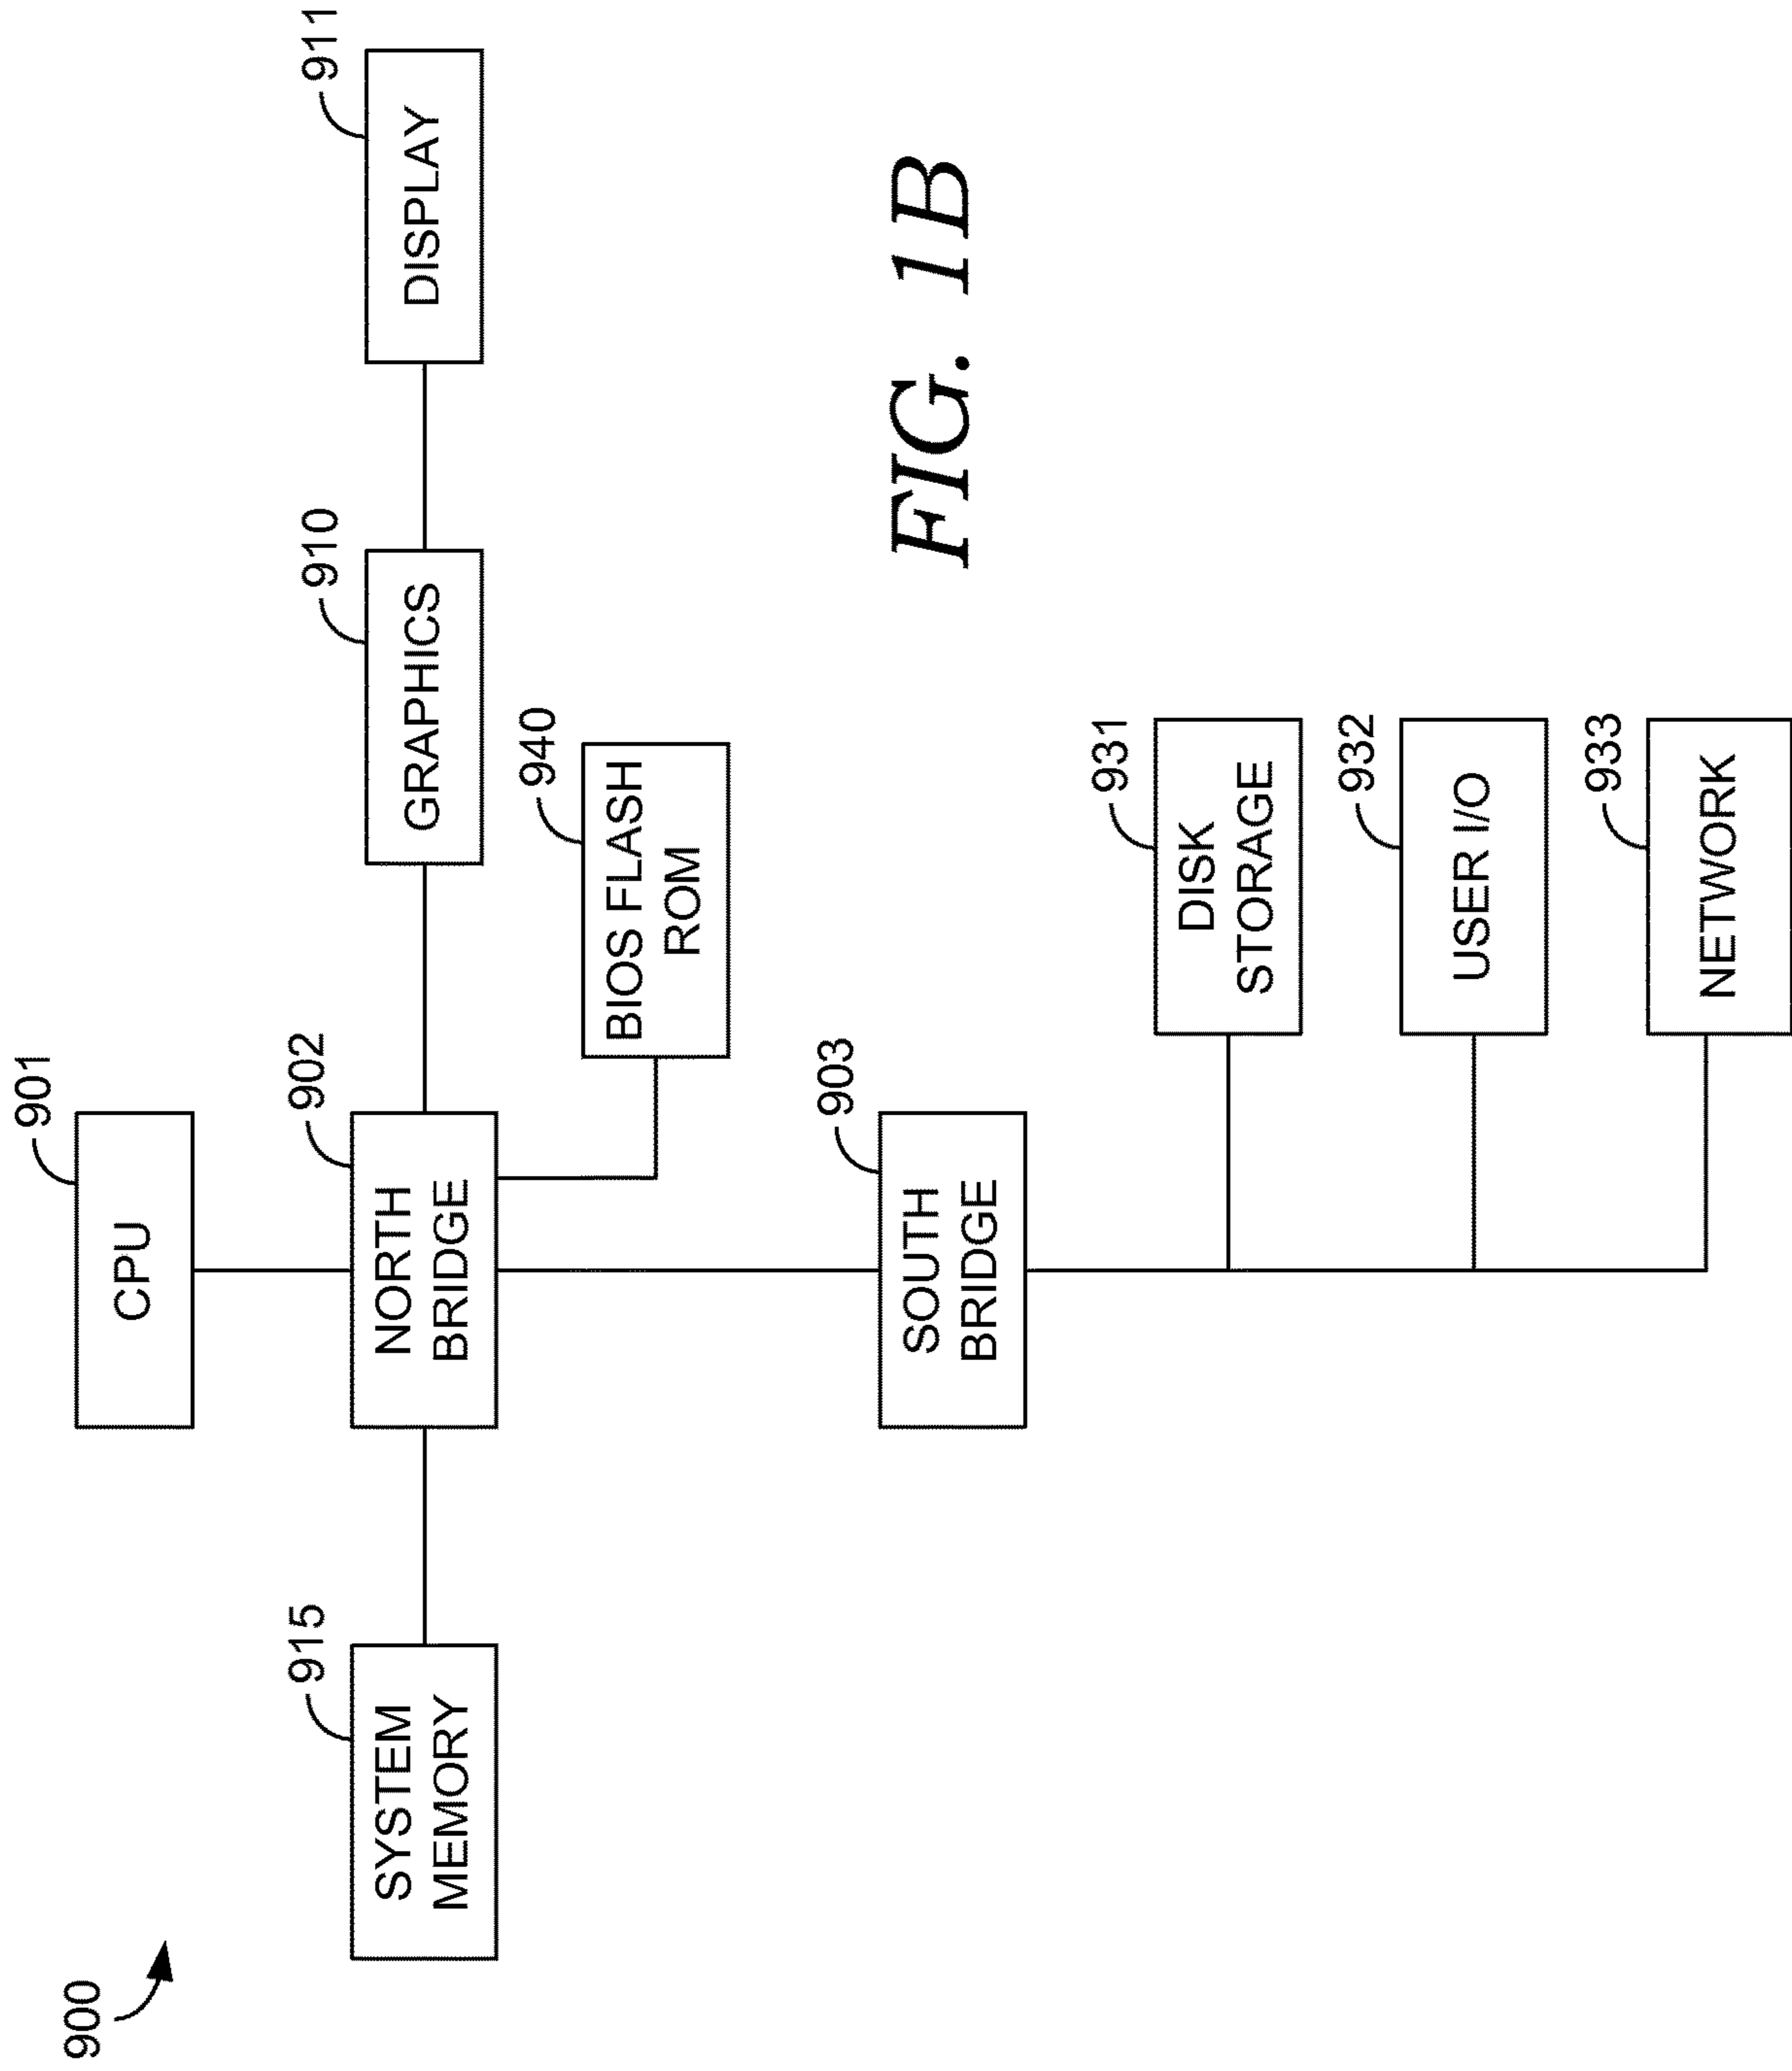 900
901
CPU
915
SYSTEM
MEMORY
902
NORTH
BRIDGE
910
GRAPHICS
911
DISPLAY
940
BIOS FLASH
ROM
903
SOUTH
BRIDGE
FIG. 1B
931
DISK
STORAGE
932
USER I/O
933
NETWORK